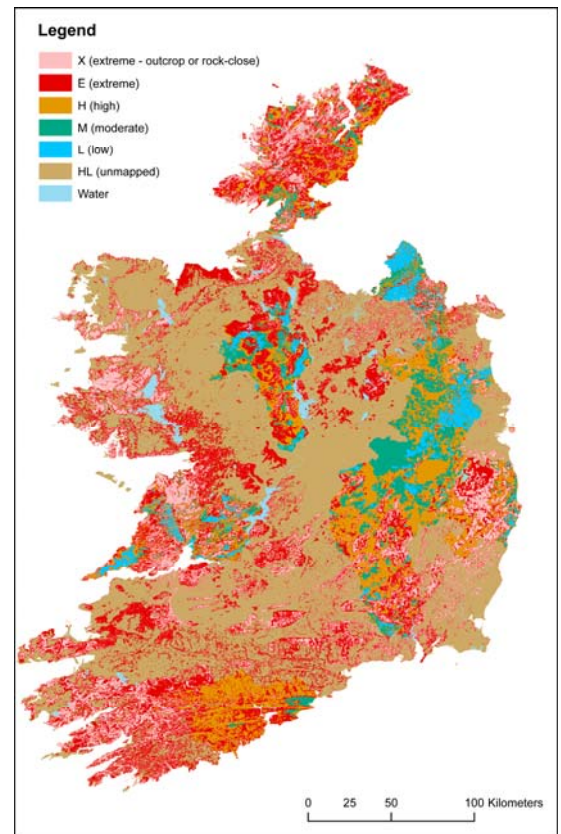 Legend
X (extreme - outcrop or rock-close)
E (extreme)
H (high)
M (moderate)
L (low)
HL (unmapped)
Water
0 25 50 100 Kilometers